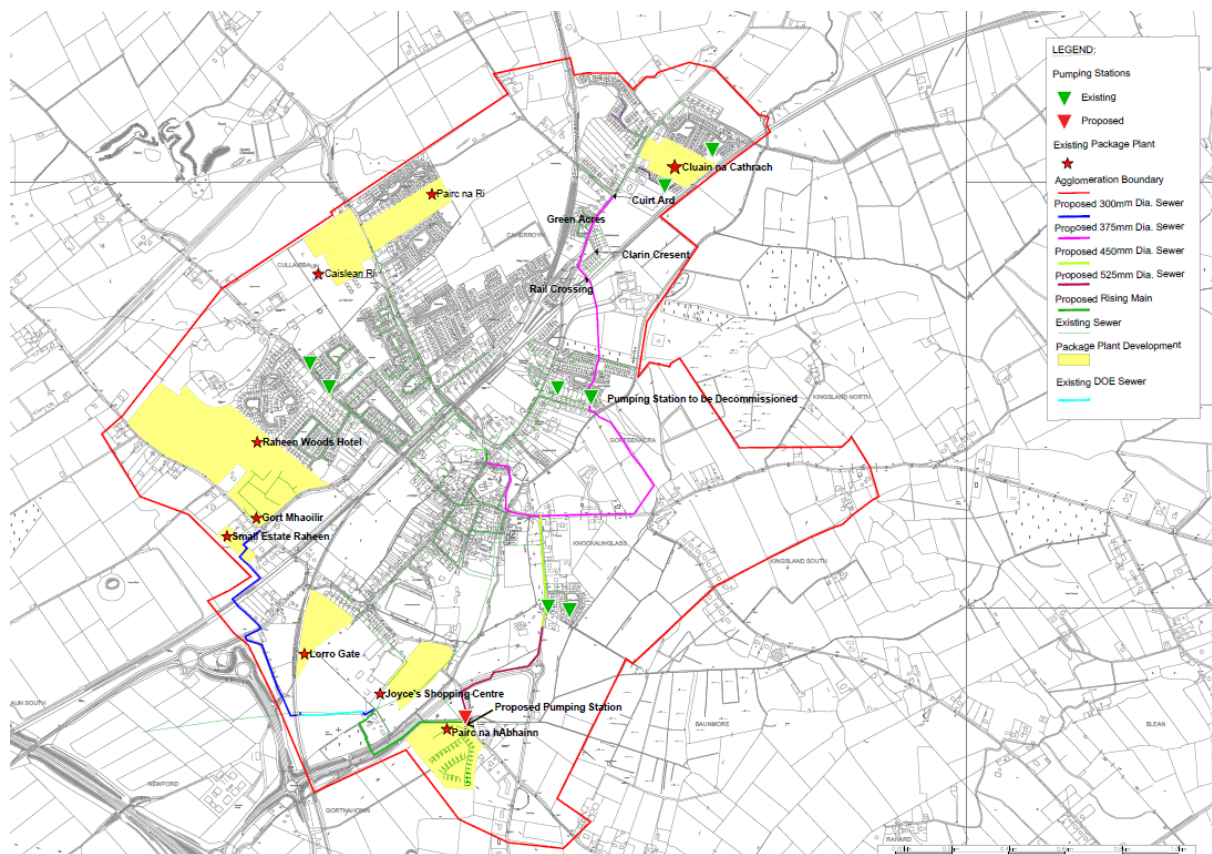 LEGEND:
Pumping Stations
Existing
Proposed
Existing Package Plant
Agglomeration Boundary
Proposed 300mm Dia. Sewer
Proposed 375mm Dia. Sewer
Proposed 450mm Dia. Sewer
Proposed 525mm Dia. Sewer
Proposed Rising Main
Existing Sewer
Package Plant Development
Existing DOE Sewer
Cluain na Cathrach
Pairc na Ri
Cuirt Ard
Green Acres
CAHERROYN
Clarin Cresent
CULLAIRBAUN
Caislean Ri
Rail Crossing
Pumping Station to be Decommissioned
KINGSLAND NORTH
GORTEENACRA
Raheen Woods Hotel
Gort Mhaoilir
Small Estate Raheen
KNOCKAUNGLASS
KINGSLAND SOUTH
Lorro Gate
Joyce's Shopping Centre
Proposed Pumping Station
AUN SOUTH
Pairc na hAbhainn
BAUNMORE
BLEAN
NEWFORD
GORTNAHOWN
RAHARD